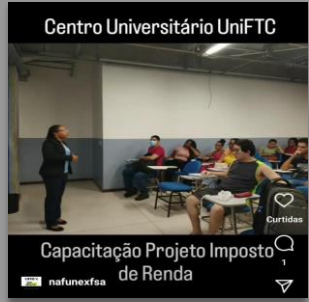 Centro Universitário UniFTC
Curtidas
1
Capacitação Projeto Imposto
de Renda
nafunexfsa